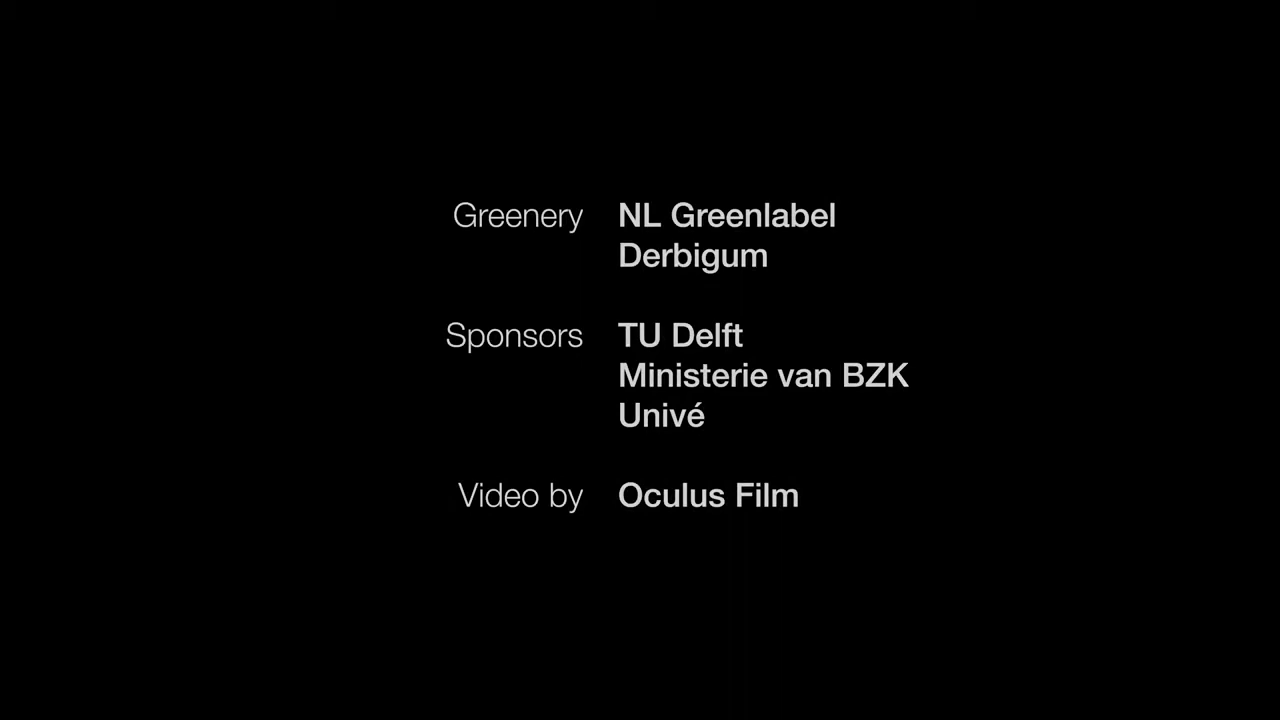 Greenery NL Greenlabel
Derbigum
Sponsors TU Delft
Ministerie van BZK
Univé
Video by Oculus Film